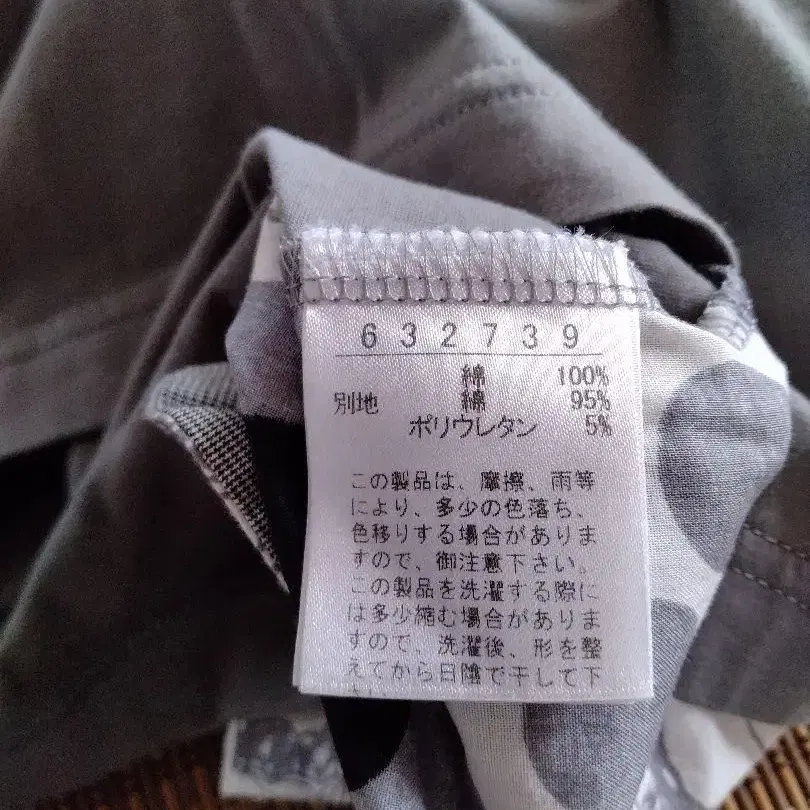 632739
綿 100%
別地 綿 95%
ポリウレタン 5%
この製品は、摩擦、雨等
により、多少の色落ち、
色移りする場合がありま
すので、御注意下さい。
この製品を洗濯する際に
は多少縮む場合がありま
すので、洗濯後、形を整
えてから日陰で干して下
さい